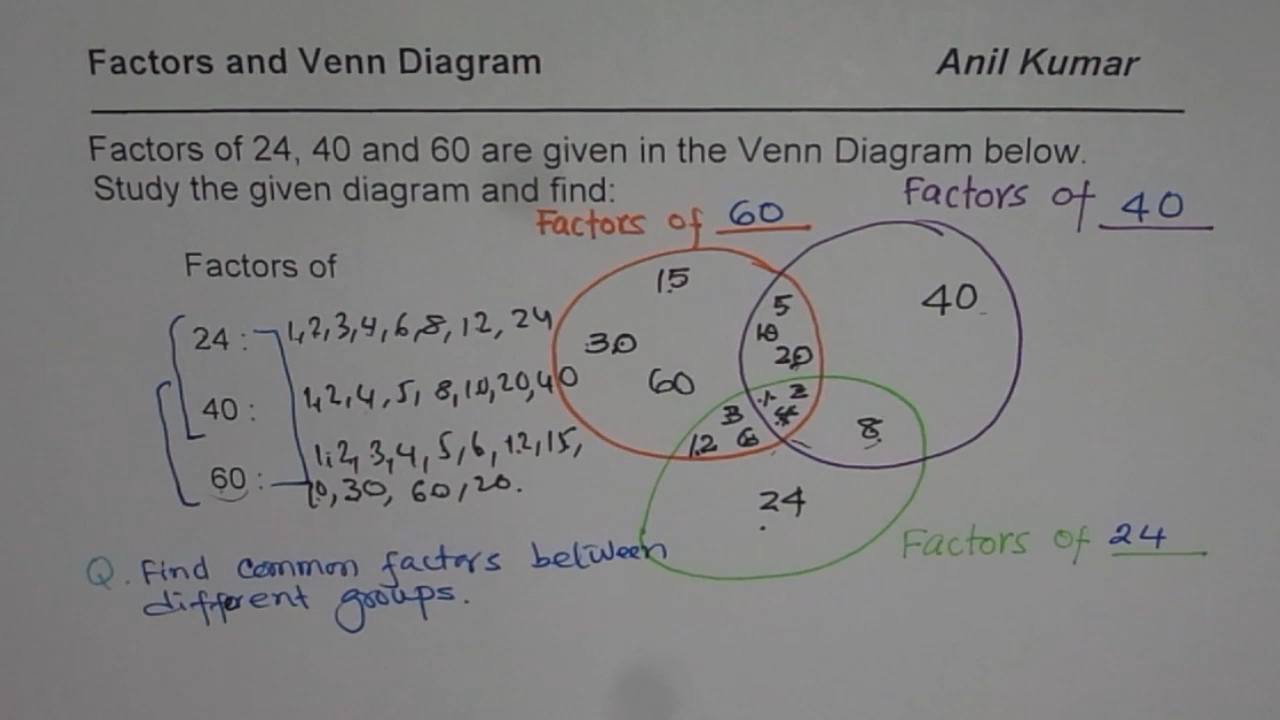 Factors and Venn Diagram Anil Kumar
Factors of 24, 40 and 60 are given in the Venn Diagram below.
Study the given diagram and find:
Factors of 60
Factors of 40
Factors of
24 : 1, 2, 3, 4, 6, 8, 12, 24
40 : 1, 2, 4, 5, 8, 10, 20, 40
60 : 1, 2, 3, 4, 5, 6, 12, 15,
10, 30, 60, 20.
15
30
60
5
10
20
40
1 2
4
3
12 6
8
24
Factors of 24
Q. Find common factors between
different groups.